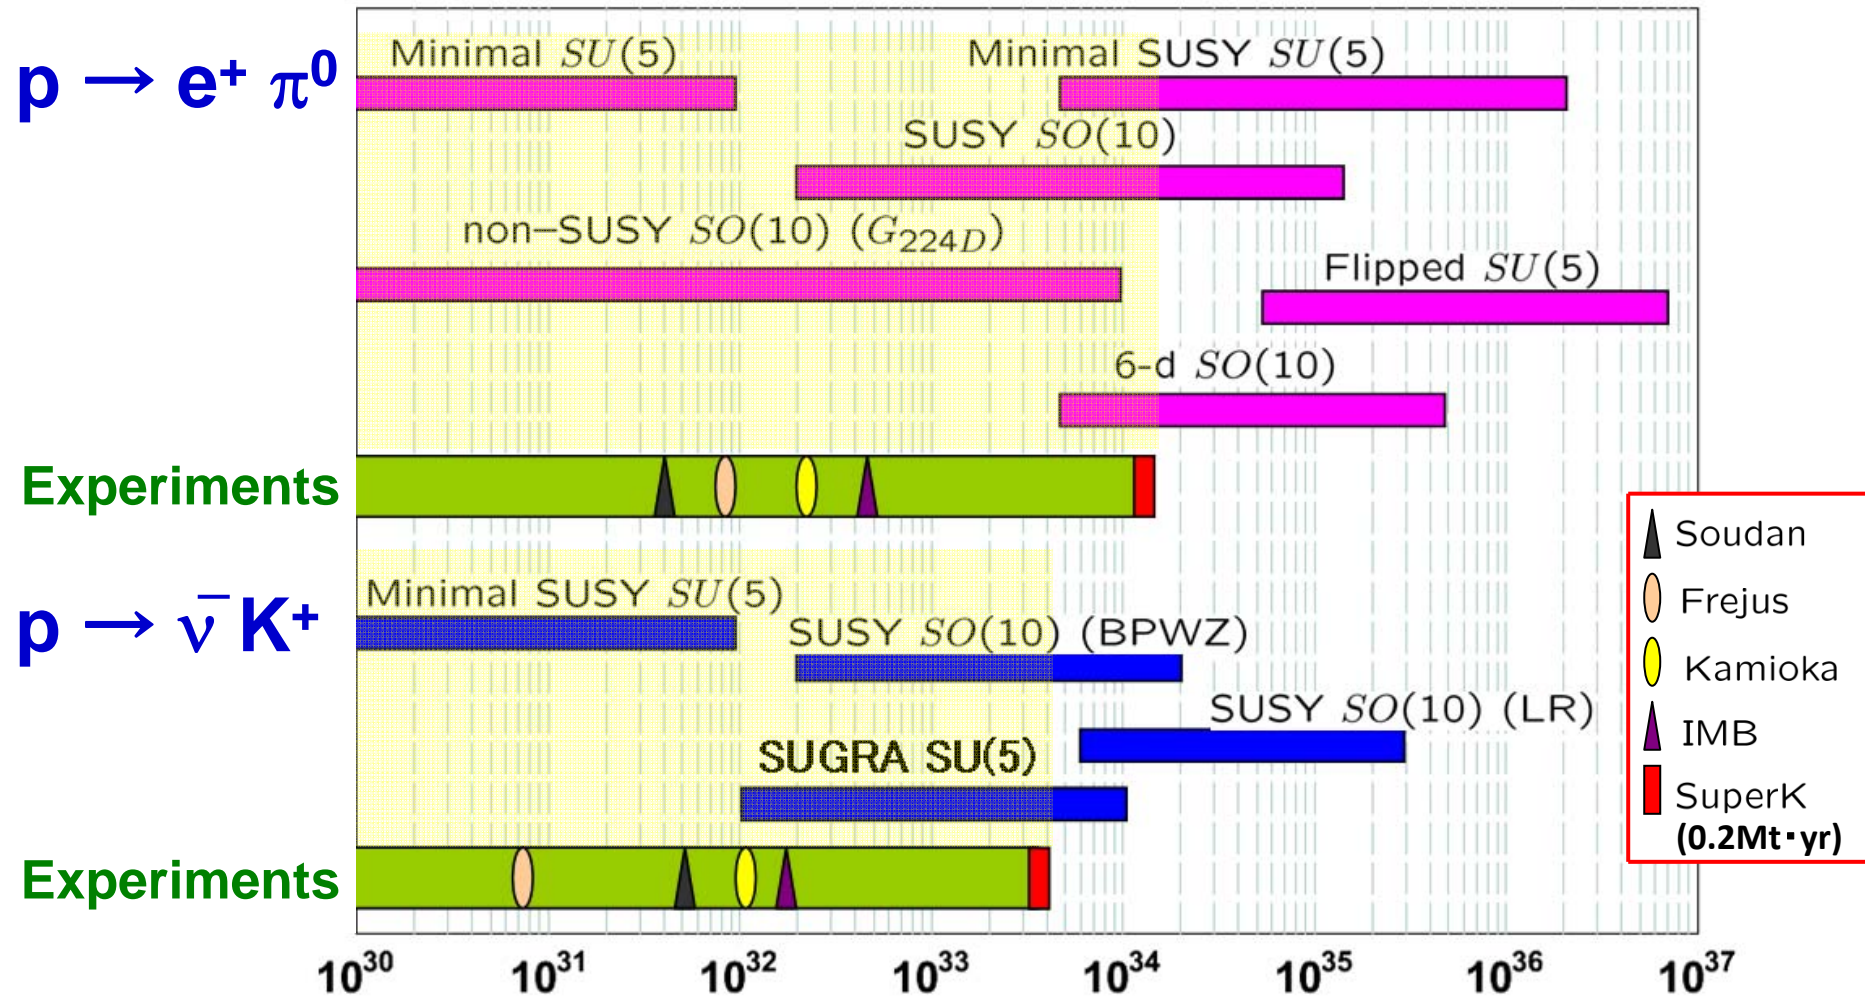 p → e⁺ π⁰
Minimal SU(5)
Minimal SUSY SU(5)
SUSY SO(10)
non–SUSY SO(10) (G₂₂₄D)
Flipped SU(5)
6-d SO(10)
Experiments
Soudan
Frejus
Kamioka
IMB
SuperK
(0.2Mt･yr)
p → ν̄ K⁺
Minimal SUSY SU(5)
SUSY SO(10) (BPWZ)
SUSY SO(10) (LR)
SUGRA SU(5)
Experiments
10³⁰ 10³¹ 10³² 10³³ 10³⁴ 10³⁵ 10³⁶ 10³⁷